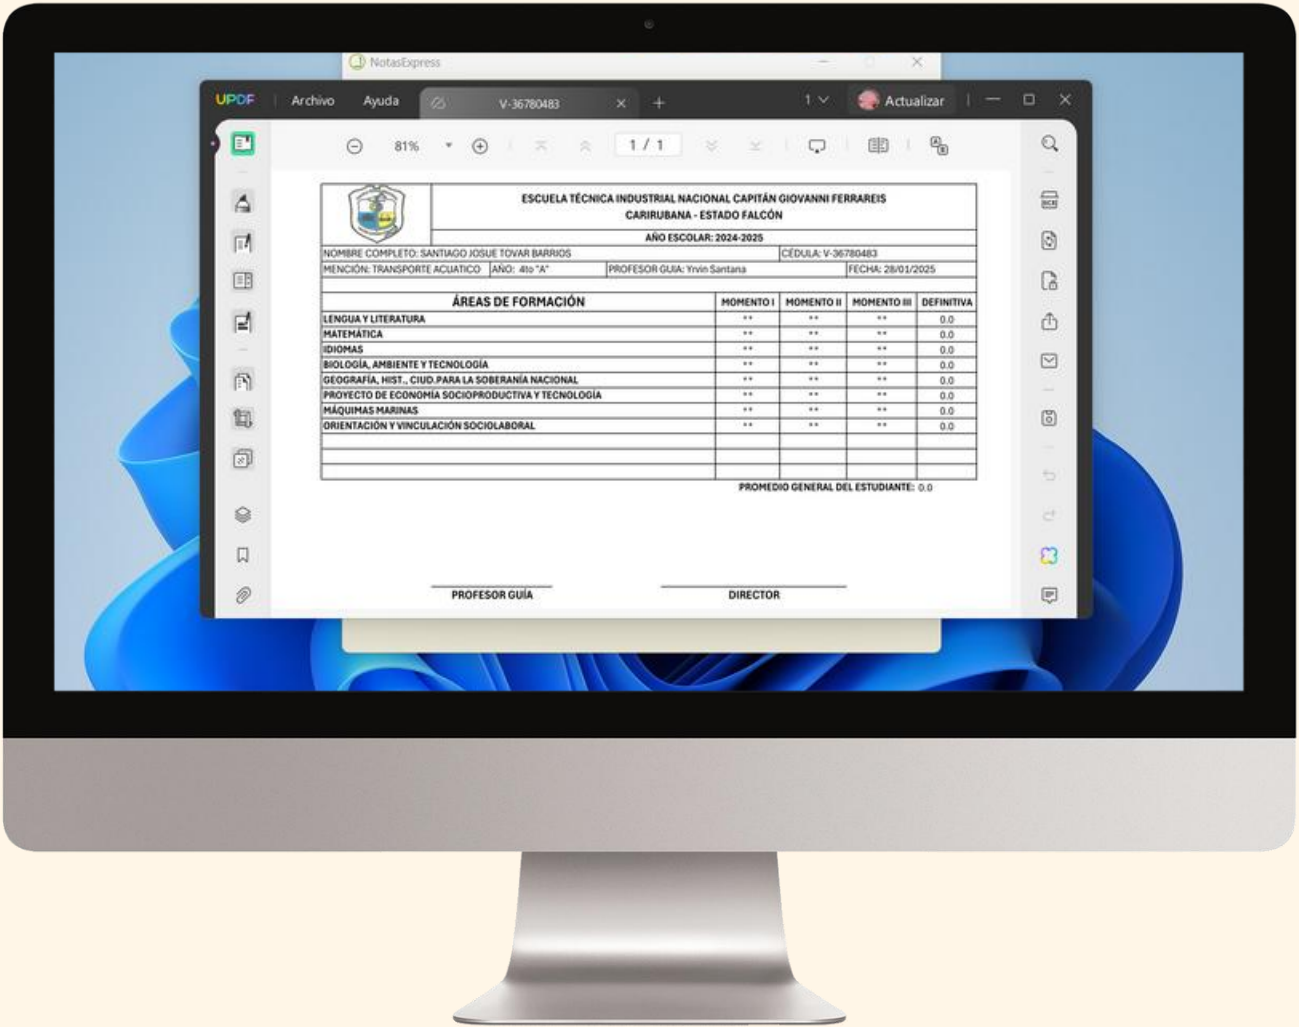 NotasExpress
UPDF Archivo Ayuda V-36780483 1 Actualizar
81% 1 / 1
ESCUELA TÉCNICA INDUSTRIAL NACIONAL CAPITÁN GIOVANNI FERRAREIS
CARIRUBANA - ESTADO FALCÓN
AÑO ESCOLAR: 2024-2025
NOMBRE COMPLETO: SANTIAGO JOSUE TOVAR BARRIOS CÉDULA: V-36780483
MENCIÓN: TRANSPORTE ACUATICO AÑO: 4to "A" PROFESOR GUIA: Yrvin Santana FECHA: 28/01/2025
ÁREAS DE FORMACIÓN MOMENTO I MOMENTO II MOMENTO III DEFINITIVA
LENGUA Y LITERATURA ** ** ** 0.0
MATEMÁTICA ** ** ** 0.0
IDIOMAS ** ** ** 0.0
BIOLOGÍA, AMBIENTE Y TECNOLOGÍA ** ** ** 0.0
GEOGRAFÍA, HIST., CIUD.PARA LA SOBERANÍA NACIONAL ** ** ** 0.0
PROYECTO DE ECONOMÍA SOCIOPRODUCTIVA Y TECNOLOGÍA ** ** ** 0.0
MÁQUIMAS MARINAS ** ** ** 0.0
ORIENTACIÓN Y VINCULACIÓN SOCIOLABORAL ** ** ** 0.0
PROMEDIO GENERAL DEL ESTUDIANTE: 0.0
PROFESOR GUÍA DIRECTOR